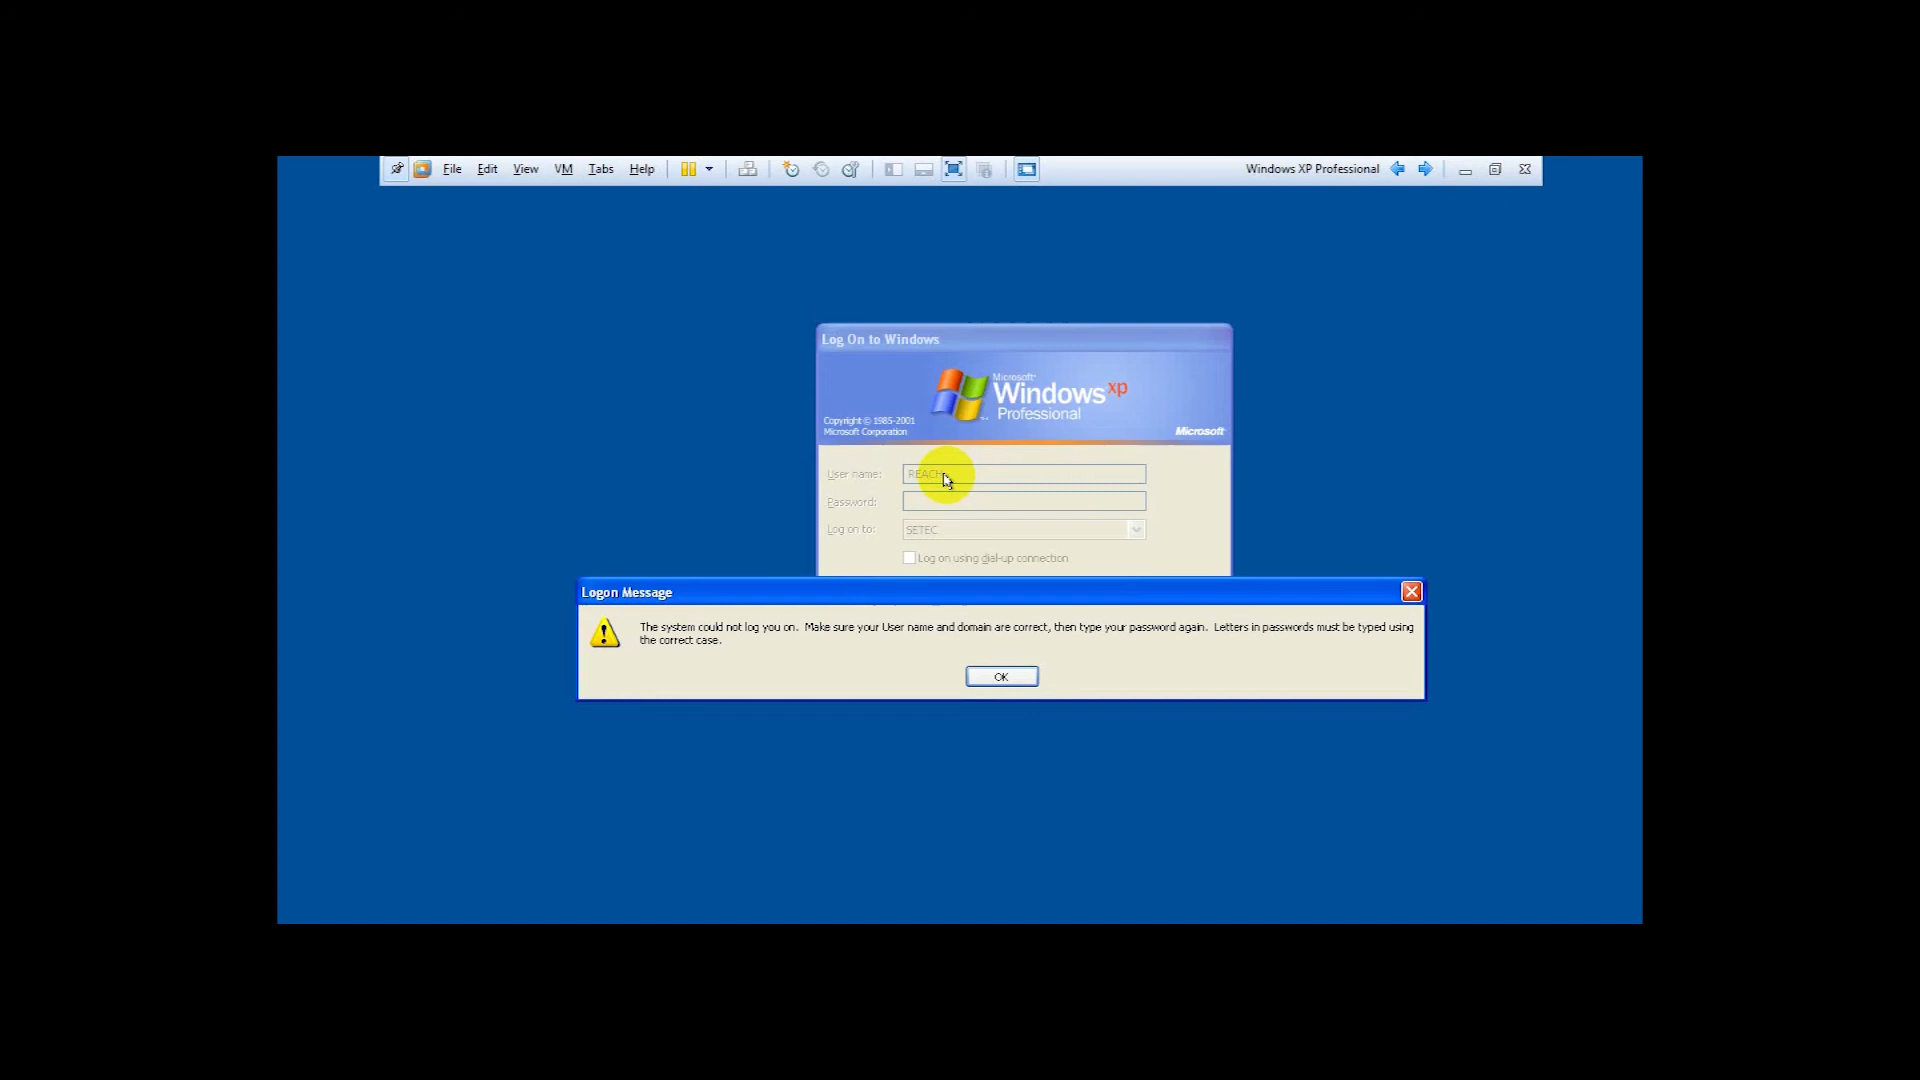 File Edit View VM Tabs Help
Windows XP Professional
Log On to Windows
Microsoft®
Windows xp
Professional
Copyright © 1985-2001
Microsoft Corporation
Microsoft
User name: REACH
Password:
Log on to: SETEC
Log on using dial-up connection
Logon Message
The system could not log you on. Make sure your User name and domain are correct, then type your password again. Letters in passwords must be typed using
the correct case.
OK